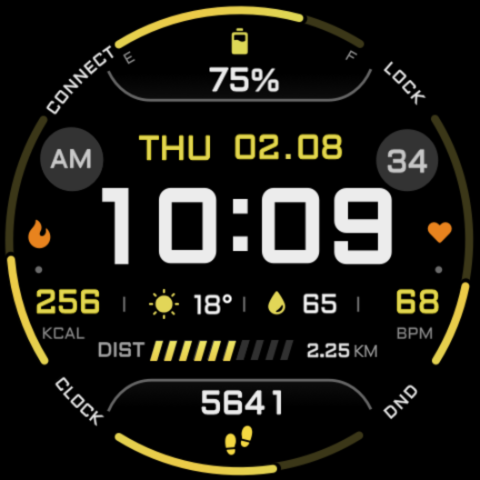 E F
75%
CONNECT
LOCK
THU 02.08
AM
34
10:09
256 18° 65 68
KCAL BPM
DIST 2.25 KM
CLOCK
5641
DND